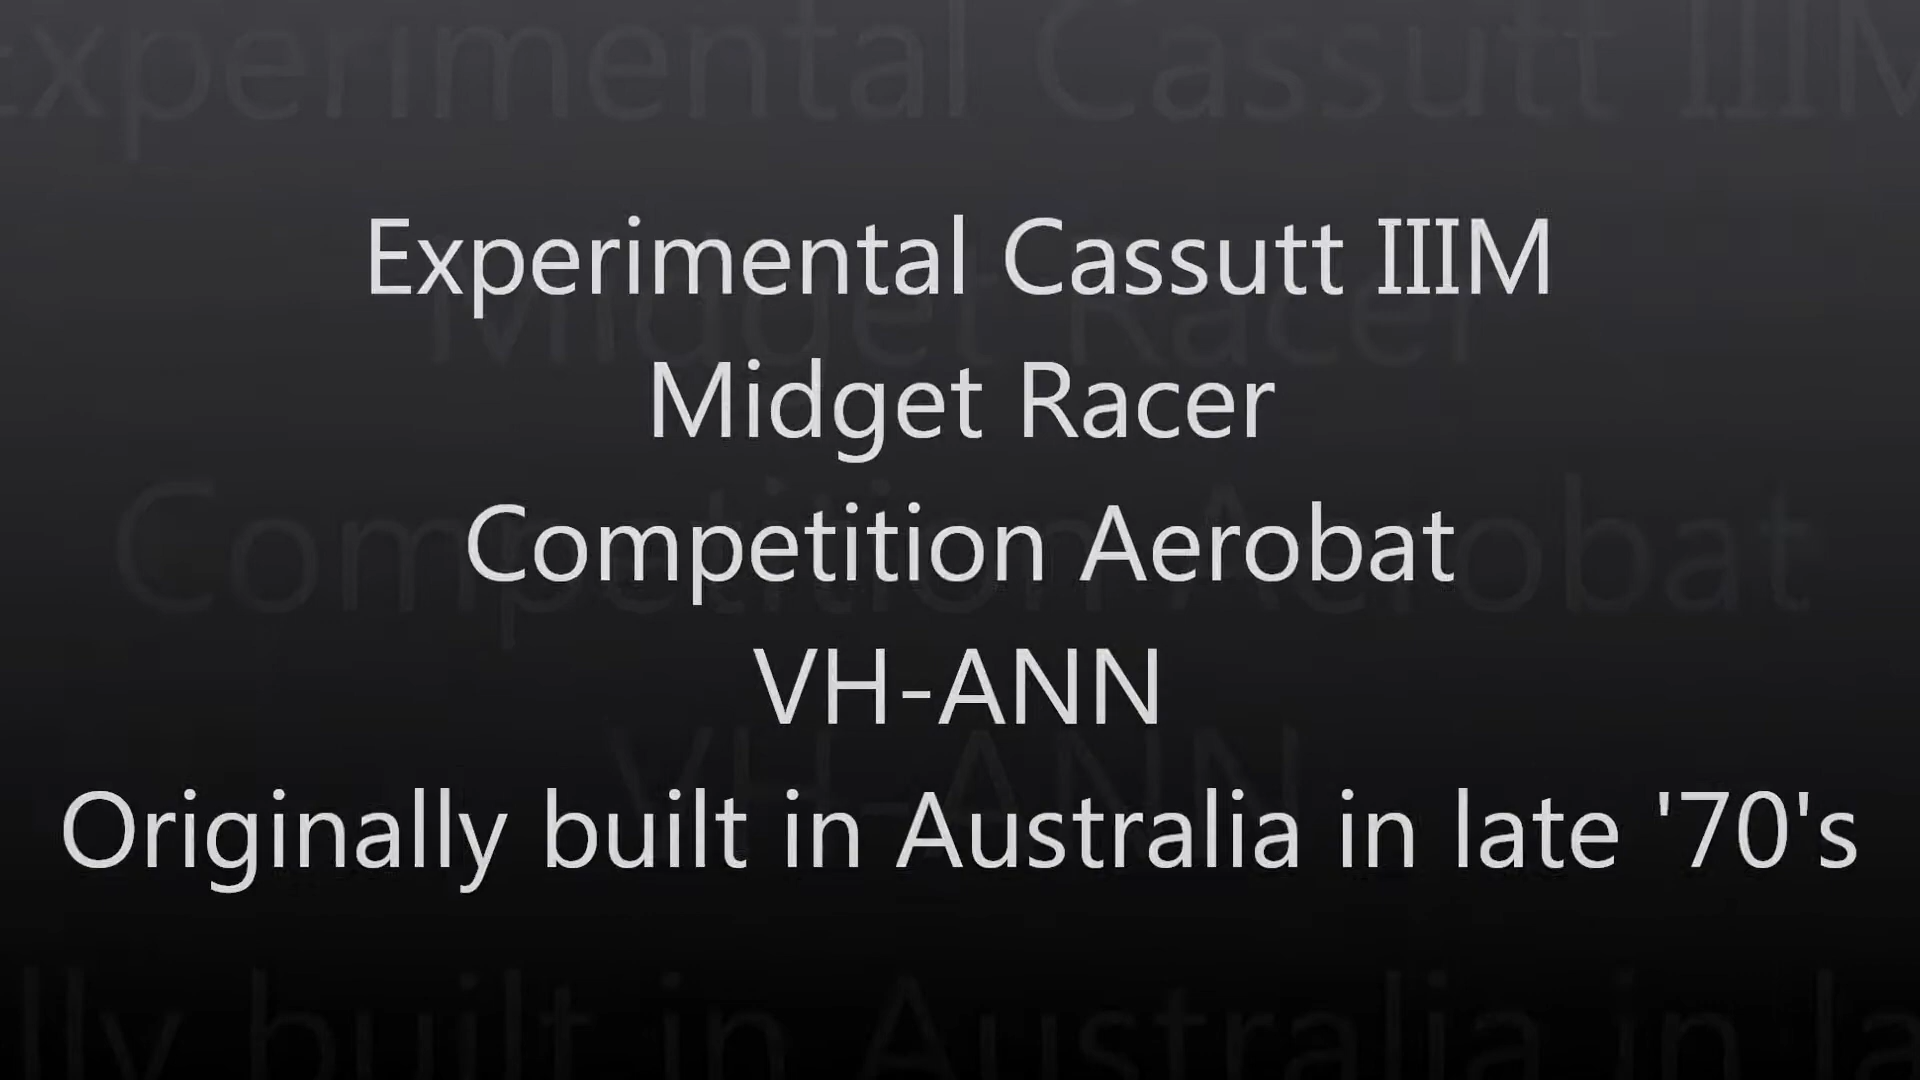 Experimental Cassutt IIIM
Midget Racer
Competition Aerobat
VH-ANN
Originally built in Australia in late '70's